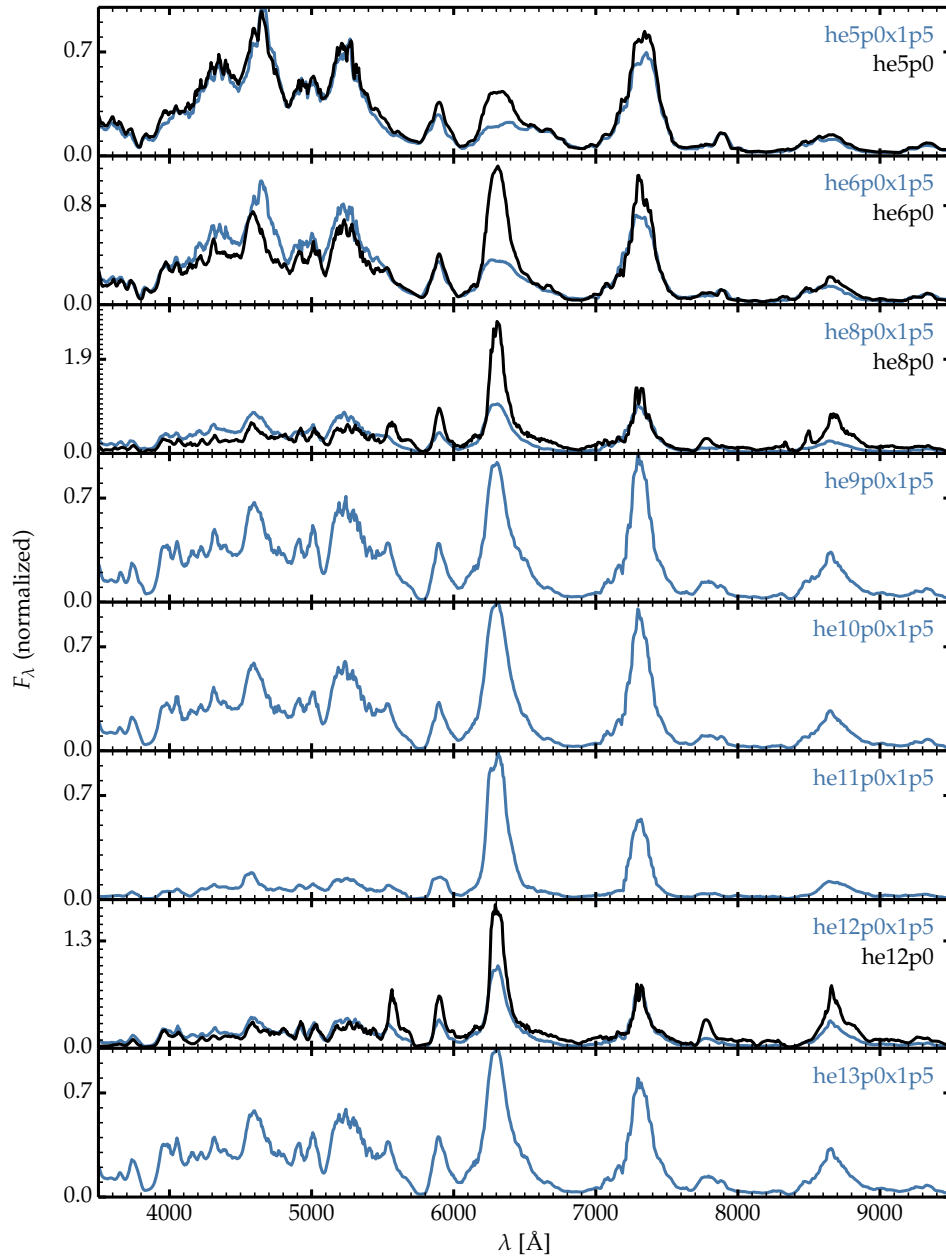 he5p0x1p5
he5p0
0.7
0.0
he6p0x1p5
he6p0
0.8
0.0
he8p0x1p5
he8p0
1.9
0.0
he9p0x1p5
0.7
0.0
he10p0x1p5
0.7
0.0
he11p0x1p5
0.7
0.0
he12p0x1p5
he12p0
1.3
0.0
he13p0x1p5
0.7
0.0
F_λ (normalized)
4000 5000 6000 7000 8000 9000
λ [Å]